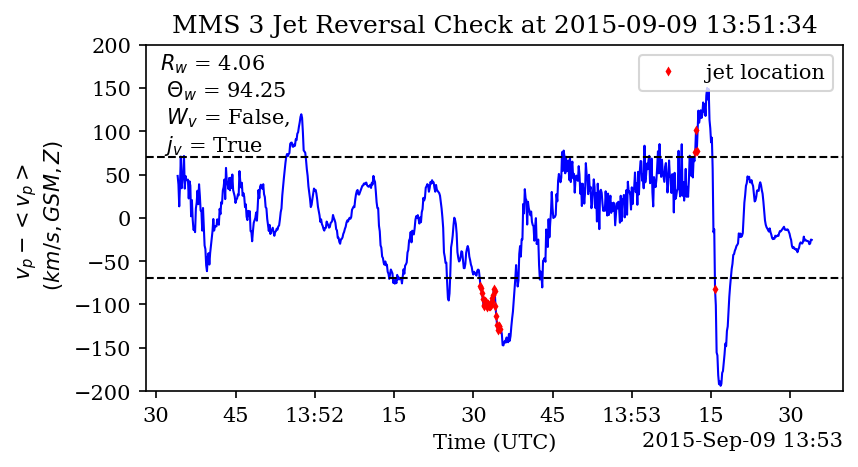 MMS 3 Jet Reversal Check at 2015-09-09 13:51:34
R_w = 4.06
Θ_w = 94.25
W_v = False,
j_v = True
jet location
v_p − < v_p >
(km/s, GSM, Z)
200
150
100
50
0
−50
−100
−150
−200
30 45 13:52 15 30 45 13:53 15 30
Time (UTC)
2015-Sep-09 13:53